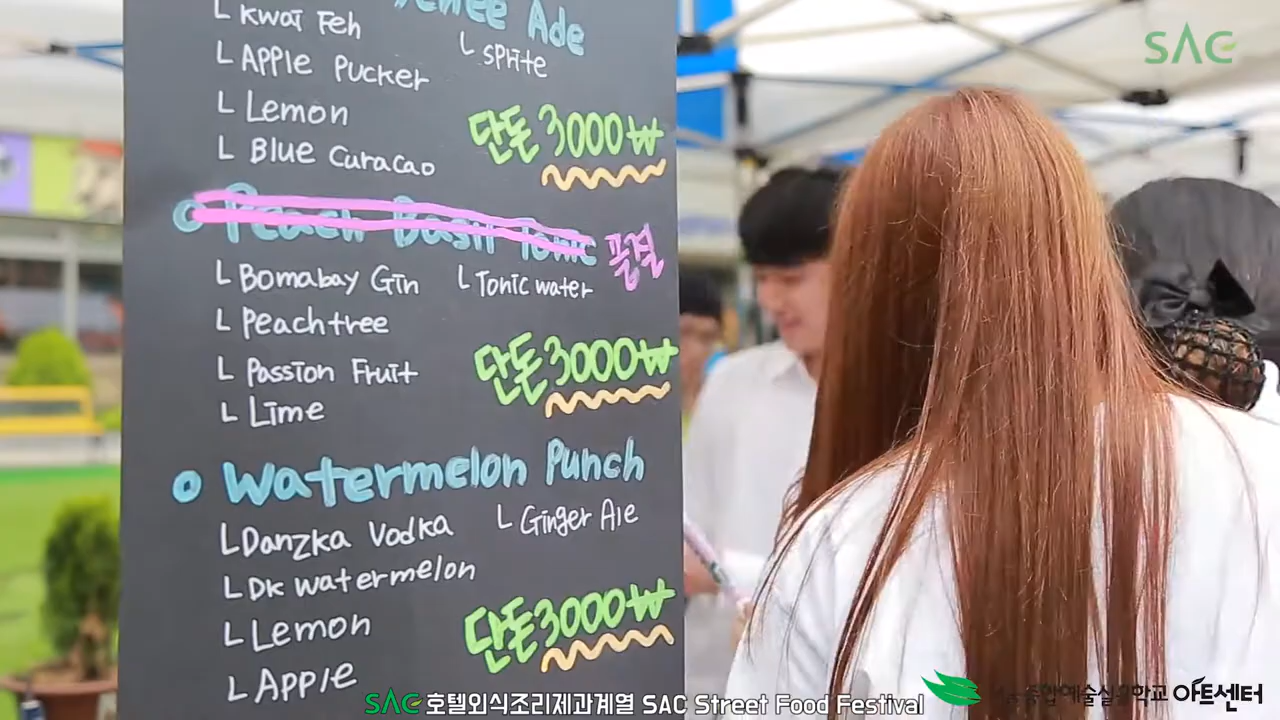 Ade
└ Kwai Feh
└ Sprite
└ Apple Pucker
└ Lemon
단돈 3000₩
└ Blue Curacao
Peach Basil Tonic 품절
└ Bomabay Gin
└ Tonic water
└ Peachtree
단돈 3000₩
└ Passion Fruit
└ Lime
Watermelon Punch
└ Danzka Vodka
└ Ginger Ale
└ DK watermelon
└ Lemon
단돈 3000₩
└ Apple
SAC
SAC 호텔외식조리제과계열 SAC Street Food Festival
아트센터